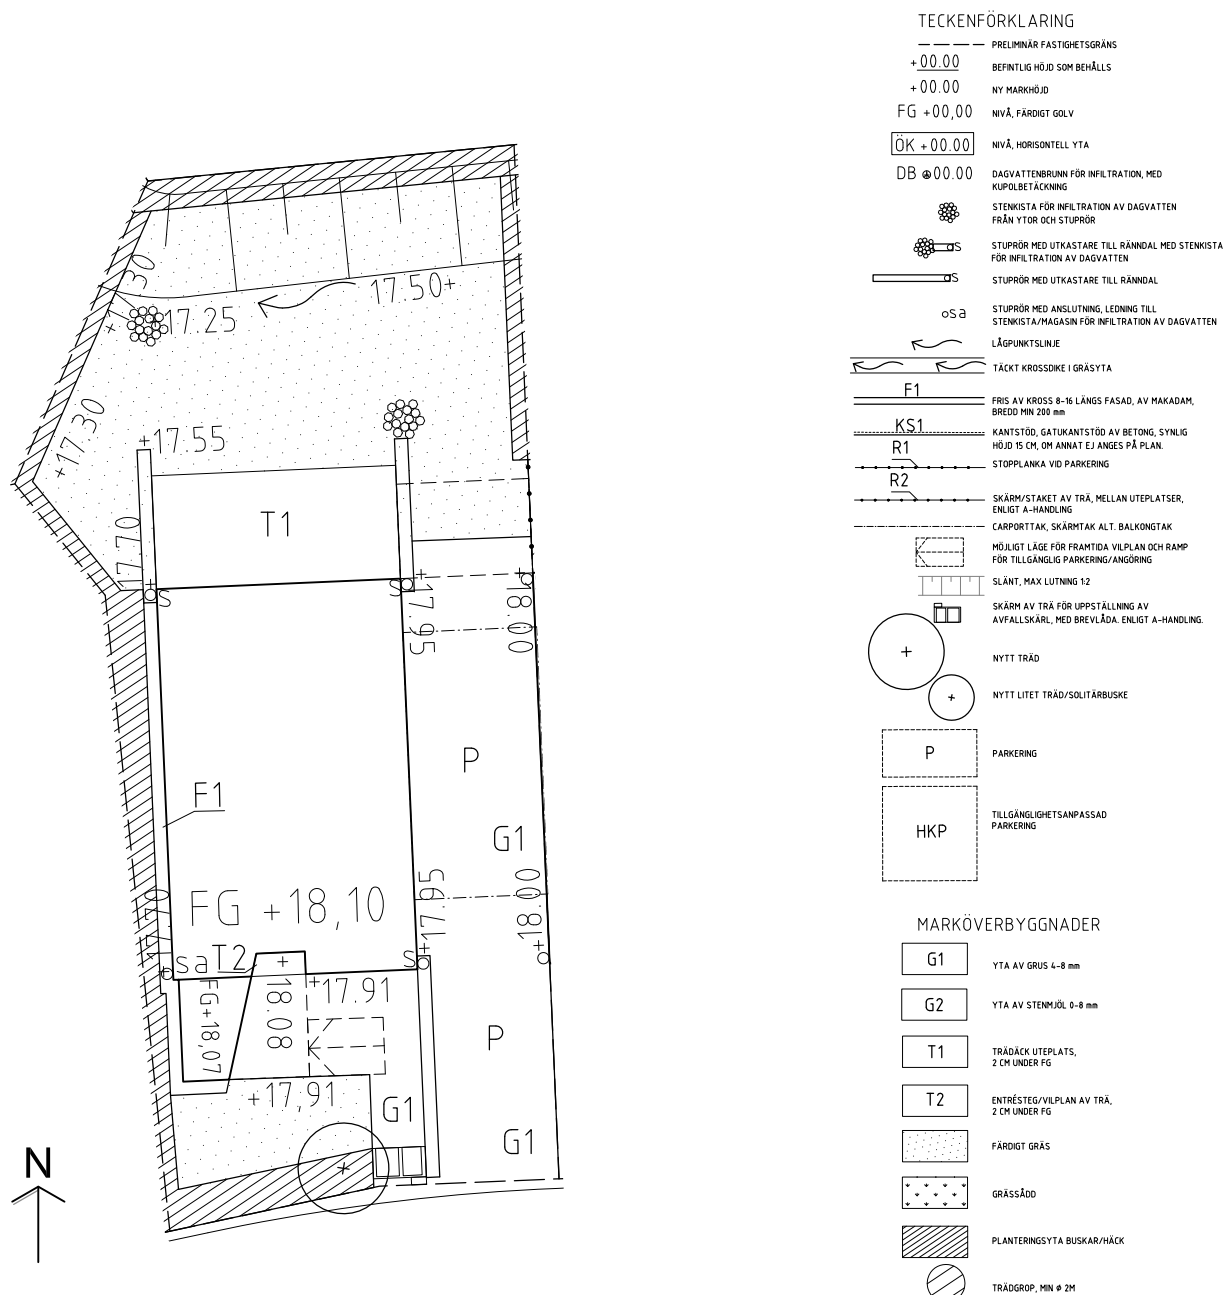 17.30
17.25
17.50+
+17.30
+17.55
T1
17.70
S
S
+17.95
18.00
P
F1
G1
FG +18,10
17.70
+17.95
+18.00
sa
T2
S
+
+17.91
FG+18,07
18.08
P
+17,91
G1
G1
N
TECKENFÖRKLARING
PRELIMINÄR FASTIGHETSGRÄNS
+00.00 BEFINTLIG HÖJD SOM BEHÅLLS
+00.00 NY MARKHÖJD
FG +00,00 NIVÅ, FÄRDIGT GOLV
ÖK +00.00 NIVÅ, HORISONTELL YTA
DB 00.00 DAGVATTENBRUNN FÖR INFILTRATION, MED
KUPOLBETÄCKNING
STENKISTA FÖR INFILTRATION AV DAGVATTEN
FRÅN YTOR OCH STUPRÖR
S STUPRÖR MED UTKASTARE TILL RÄNNDAL MED STENKISTA
FÖR INFILTRATION AV DAGVATTEN
S STUPRÖR MED UTKASTARE TILL RÄNNDAL
sa STUPRÖR MED ANSLUTNING, LEDNING TILL
STENKISTA/MAGASIN FÖR INFILTRATION AV DAGVATTEN
LÅGPUNKTSLINJE
TÄCKT KROSSDIKE I GRÄSYTA
F1 FRIS AV KROSS 8-16 LÄNGS FASAD, AV MAKADAM,
BREDD MIN 200 mm
KS1 KANTSTÖD, GATUKANTSTÖD AV BETONG, SYNLIG
HÖJD 15 CM, OM ANNAT EJ ANGES PÅ PLAN.
R1 STOPPLANKA VID PARKERING
R2 SKÄRM/STAKET AV TRÄ, MELLAN UTEPLATSER,
ENLIGT A-HANDLING
CARPORTTAK, SKÄRMTAK ALT. BALKONGTAK
MÖJLIGT LÄGE FÖR FRAMTIDA VILPLAN OCH RAMP
FÖR TILLGÄNGLIG PARKERING/ANGÖRING
SLÄNT, MAX LUTNING 1:2
SKÄRM AV TRÄ FÖR UPPSTÄLLNING AV
AVFALLSKÄRL, MED BREVLÅDA. ENLIGT A-HANDLING.
NYTT TRÄD
NYTT LITET TRÄD/SOLITÄRBUSKE
P PARKERING
HKP TILLGÄNGLIGHETSANPASSAD
PARKERING
MARKÖVERBYGGNADER
G1 YTA AV GRUS 4-8 mm
G2 YTA AV STENMJÖL 0-8 mm
T1 TRÄDÄCK UTEPLATS,
2 CM UNDER FG
T2 ENTRÉSTEG/VILPLAN AV TRÄ,
2 CM UNDER FG
FÄRDIGT GRÄS
GRÄSSÅDD
PLANTERINGSYTA BUSKAR/HÄCK
TRÄDGROP, MIN ø 2M